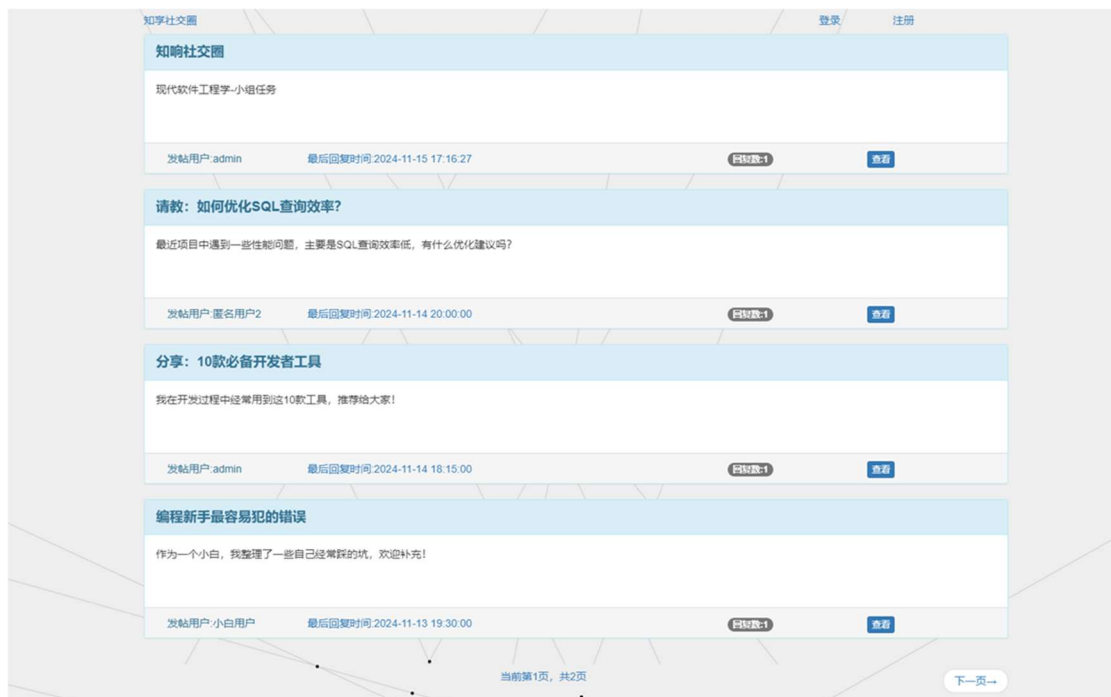 知享社交圈 登录 注册
知响社交圈
现代软件工程学-小组任务
发帖用户:admin 最后回复时间:2024-11-15 17:16:27 回复数:1 查看
请教：如何优化SQL查询效率？
最近项目中遇到一些性能问题，主要是SQL查询效率低，有什么优化建议吗？
发帖用户:匿名用户2 最后回复时间:2024-11-14 20:00:00 回复数:1 查看
分享：10款必备开发者工具
我在开发过程中经常用到这10款工具，推荐给大家！
发帖用户:admin 最后回复时间:2024-11-14 18:15:00 回复数:1 查看
编程新手最容易犯的错误
作为一个小白，我整理了一些自己经常踩的坑，欢迎补充！
发帖用户:小白用户 最后回复时间:2024-11-13 19:30:00 回复数:1 查看
当前第1页，共2页
下一页→